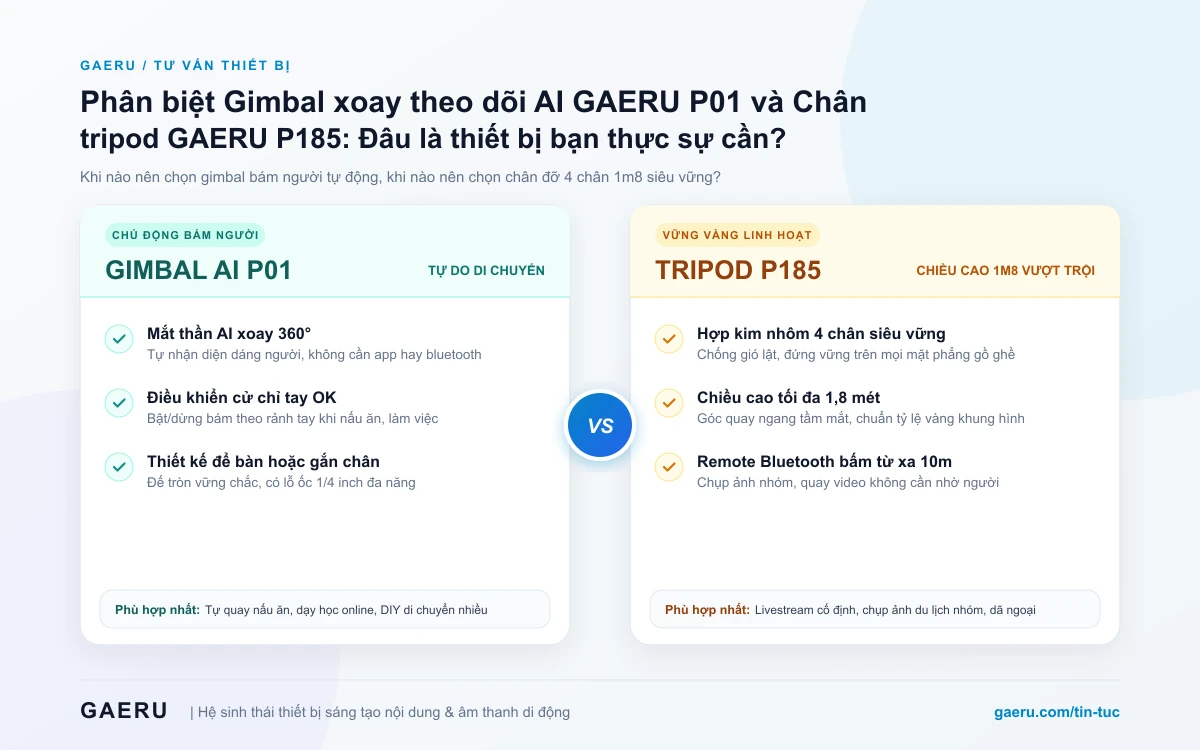 GAERU / TƯ VẤN THIẾT BỊ
Phân biệt Gimbal xoay theo dõi AI GAERU P01 và Chân
tripod GAERU P185: Đâu là thiết bị bạn thực sự cần?
Khi nào nên chọn gimbal bám người tự động, khi nào nên chọn chân đỡ 4 chân 1m8 siêu vững?
CHỦ ĐỘNG BÁM NGƯỜI
GIMBAL AI P01
TỰ DO DI CHUYỂN
Mắt thần AI xoay 360°
Tự nhận diện dáng người, không cần app hay bluetooth
Điều khiển cử chỉ tay OK
Bật/dừng bám theo rảnh tay khi nấu ăn, làm việc
Thiết kế để bàn hoặc gắn chân
Đế tròn vững chắc, có lỗ ốc 1/4 inch đa năng
Phù hợp nhất: Tự quay nấu ăn, dạy học online, DIY di chuyển nhiều
VS
VỮNG VÀNG LINH HOẠT
TRIPOD P185
CHIỀU CAO 1M8 VƯỢT TRỘI
Hợp kim nhôm 4 chân siêu vững
Chống gió lật, đứng vững trên mọi mặt phẳng gồ ghề
Chiều cao tối đa 1,8 mét
Góc quay ngang tầm mắt, chuẩn tỷ lệ vàng khung hình
Remote Bluetooth bấm từ xa 10m
Chụp ảnh nhóm, quay video không cần nhờ người
Phù hợp nhất: Livestream cố định, chụp ảnh du lịch nhóm, dã ngoại
GAERU | Hệ sinh thái thiết bị sáng tạo nội dung & âm thanh di động
gaeru.com/tin-tuc